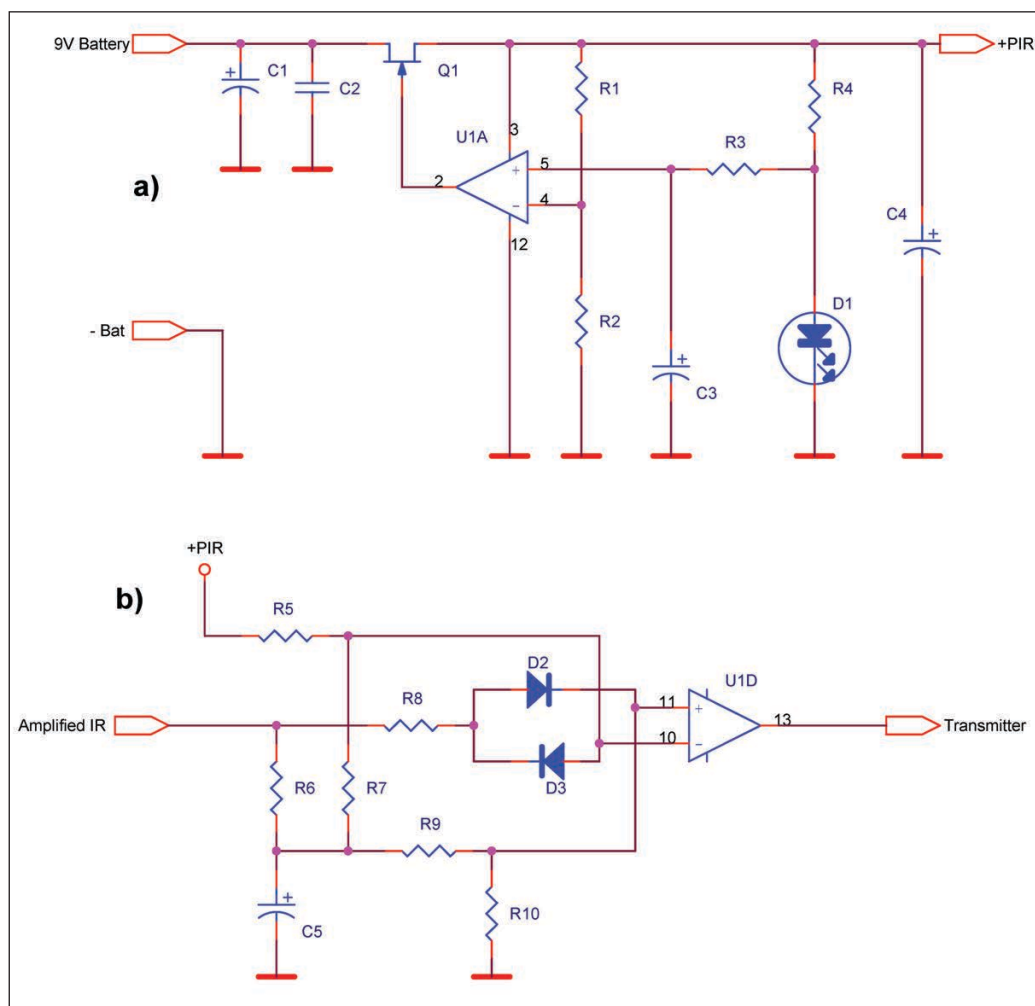 9V Battery
C1
C2
Q1
R1
R4
+PIR
U1A
3
R3
+
5
a)
2
−
4
C4
12
- Bat
R2
D1
C3
+PIR
b)
R5
D2
U1D
R8
11
+
13
Amplified IR
Transmitter
10
−
D3
R6
R7
R9
C5
R10